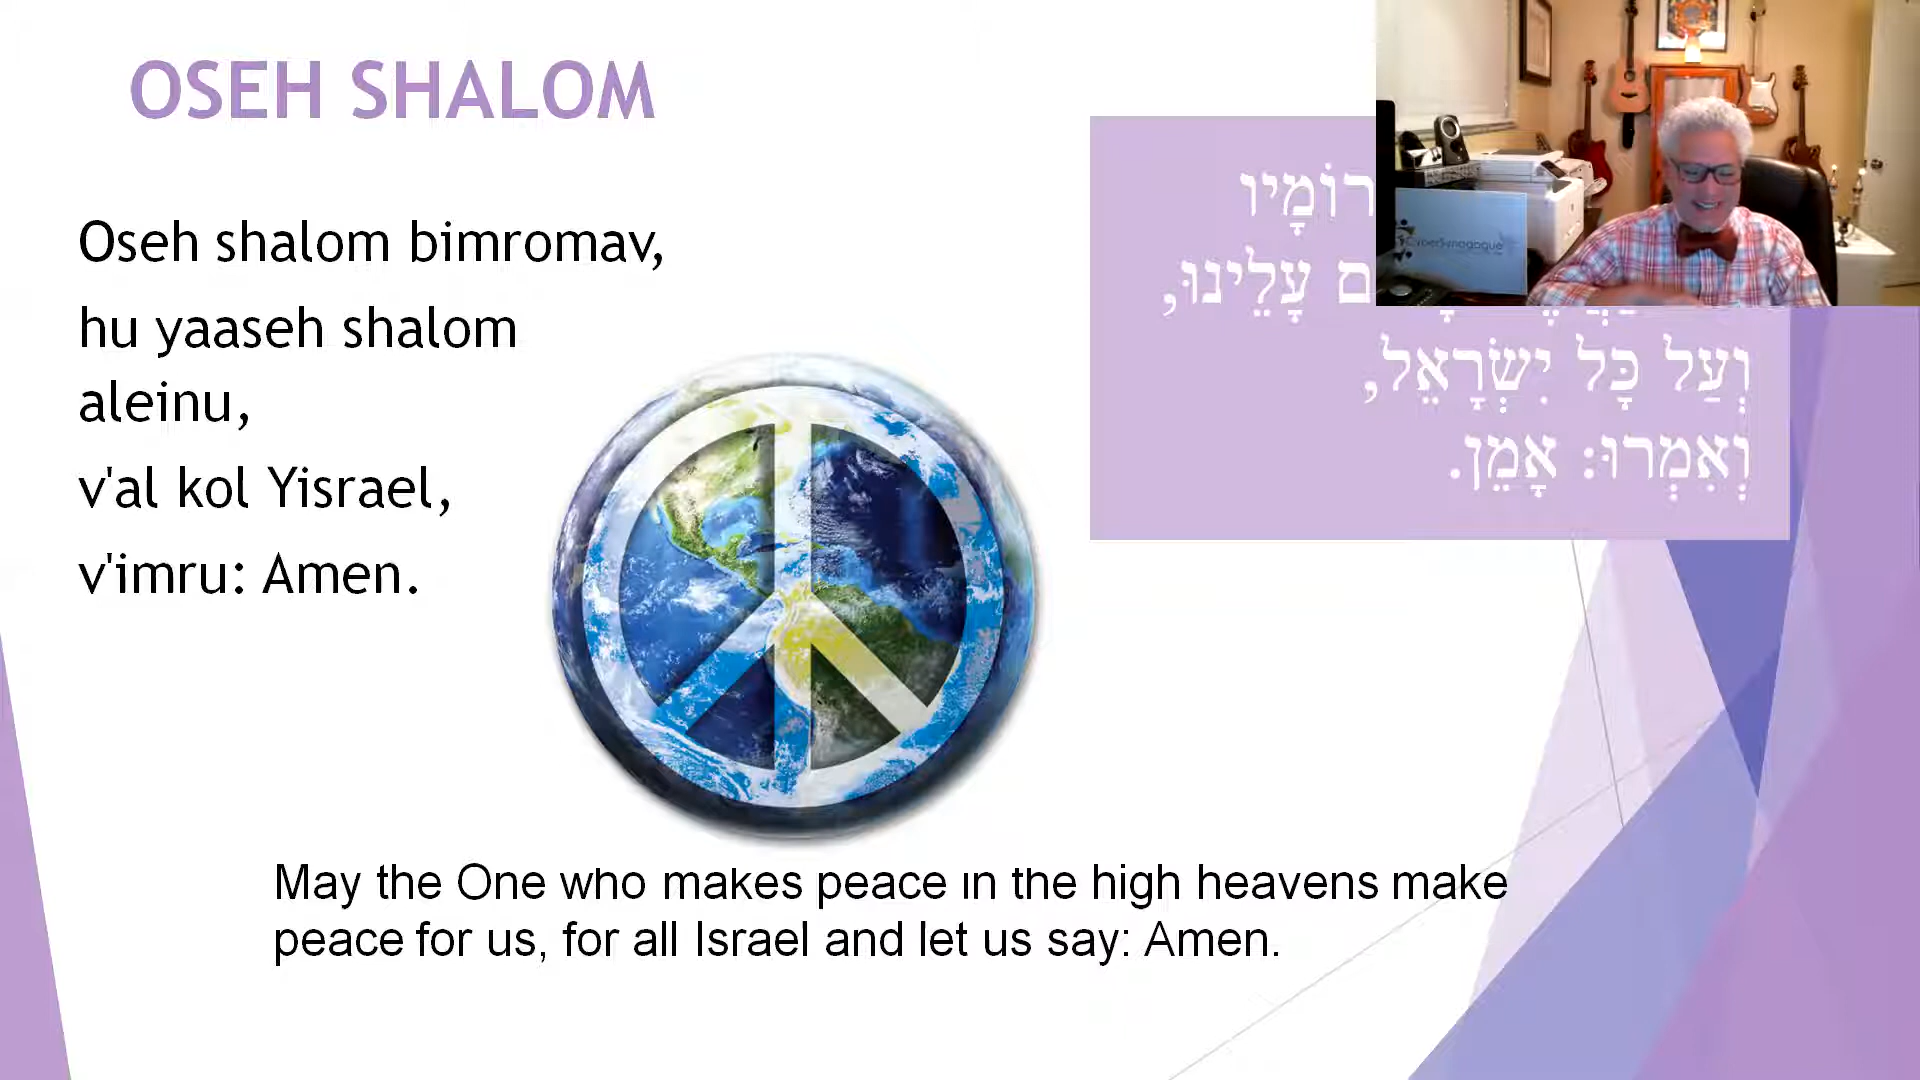 OSEH SHALOM
Oseh shalom bimromav,
hu yaaseh shalom
aleinu,
v'al kol Yisrael,
v'imru: Amen.
עָלֵינוּ,
וְעַל כָּל יִשְׂרָאֵל,
וְאִמְרוּ: אָמֵן.
CyberSynagogue
May the One who makes peace in the high heavens make
peace for us, for all Israel and let us say: Amen.